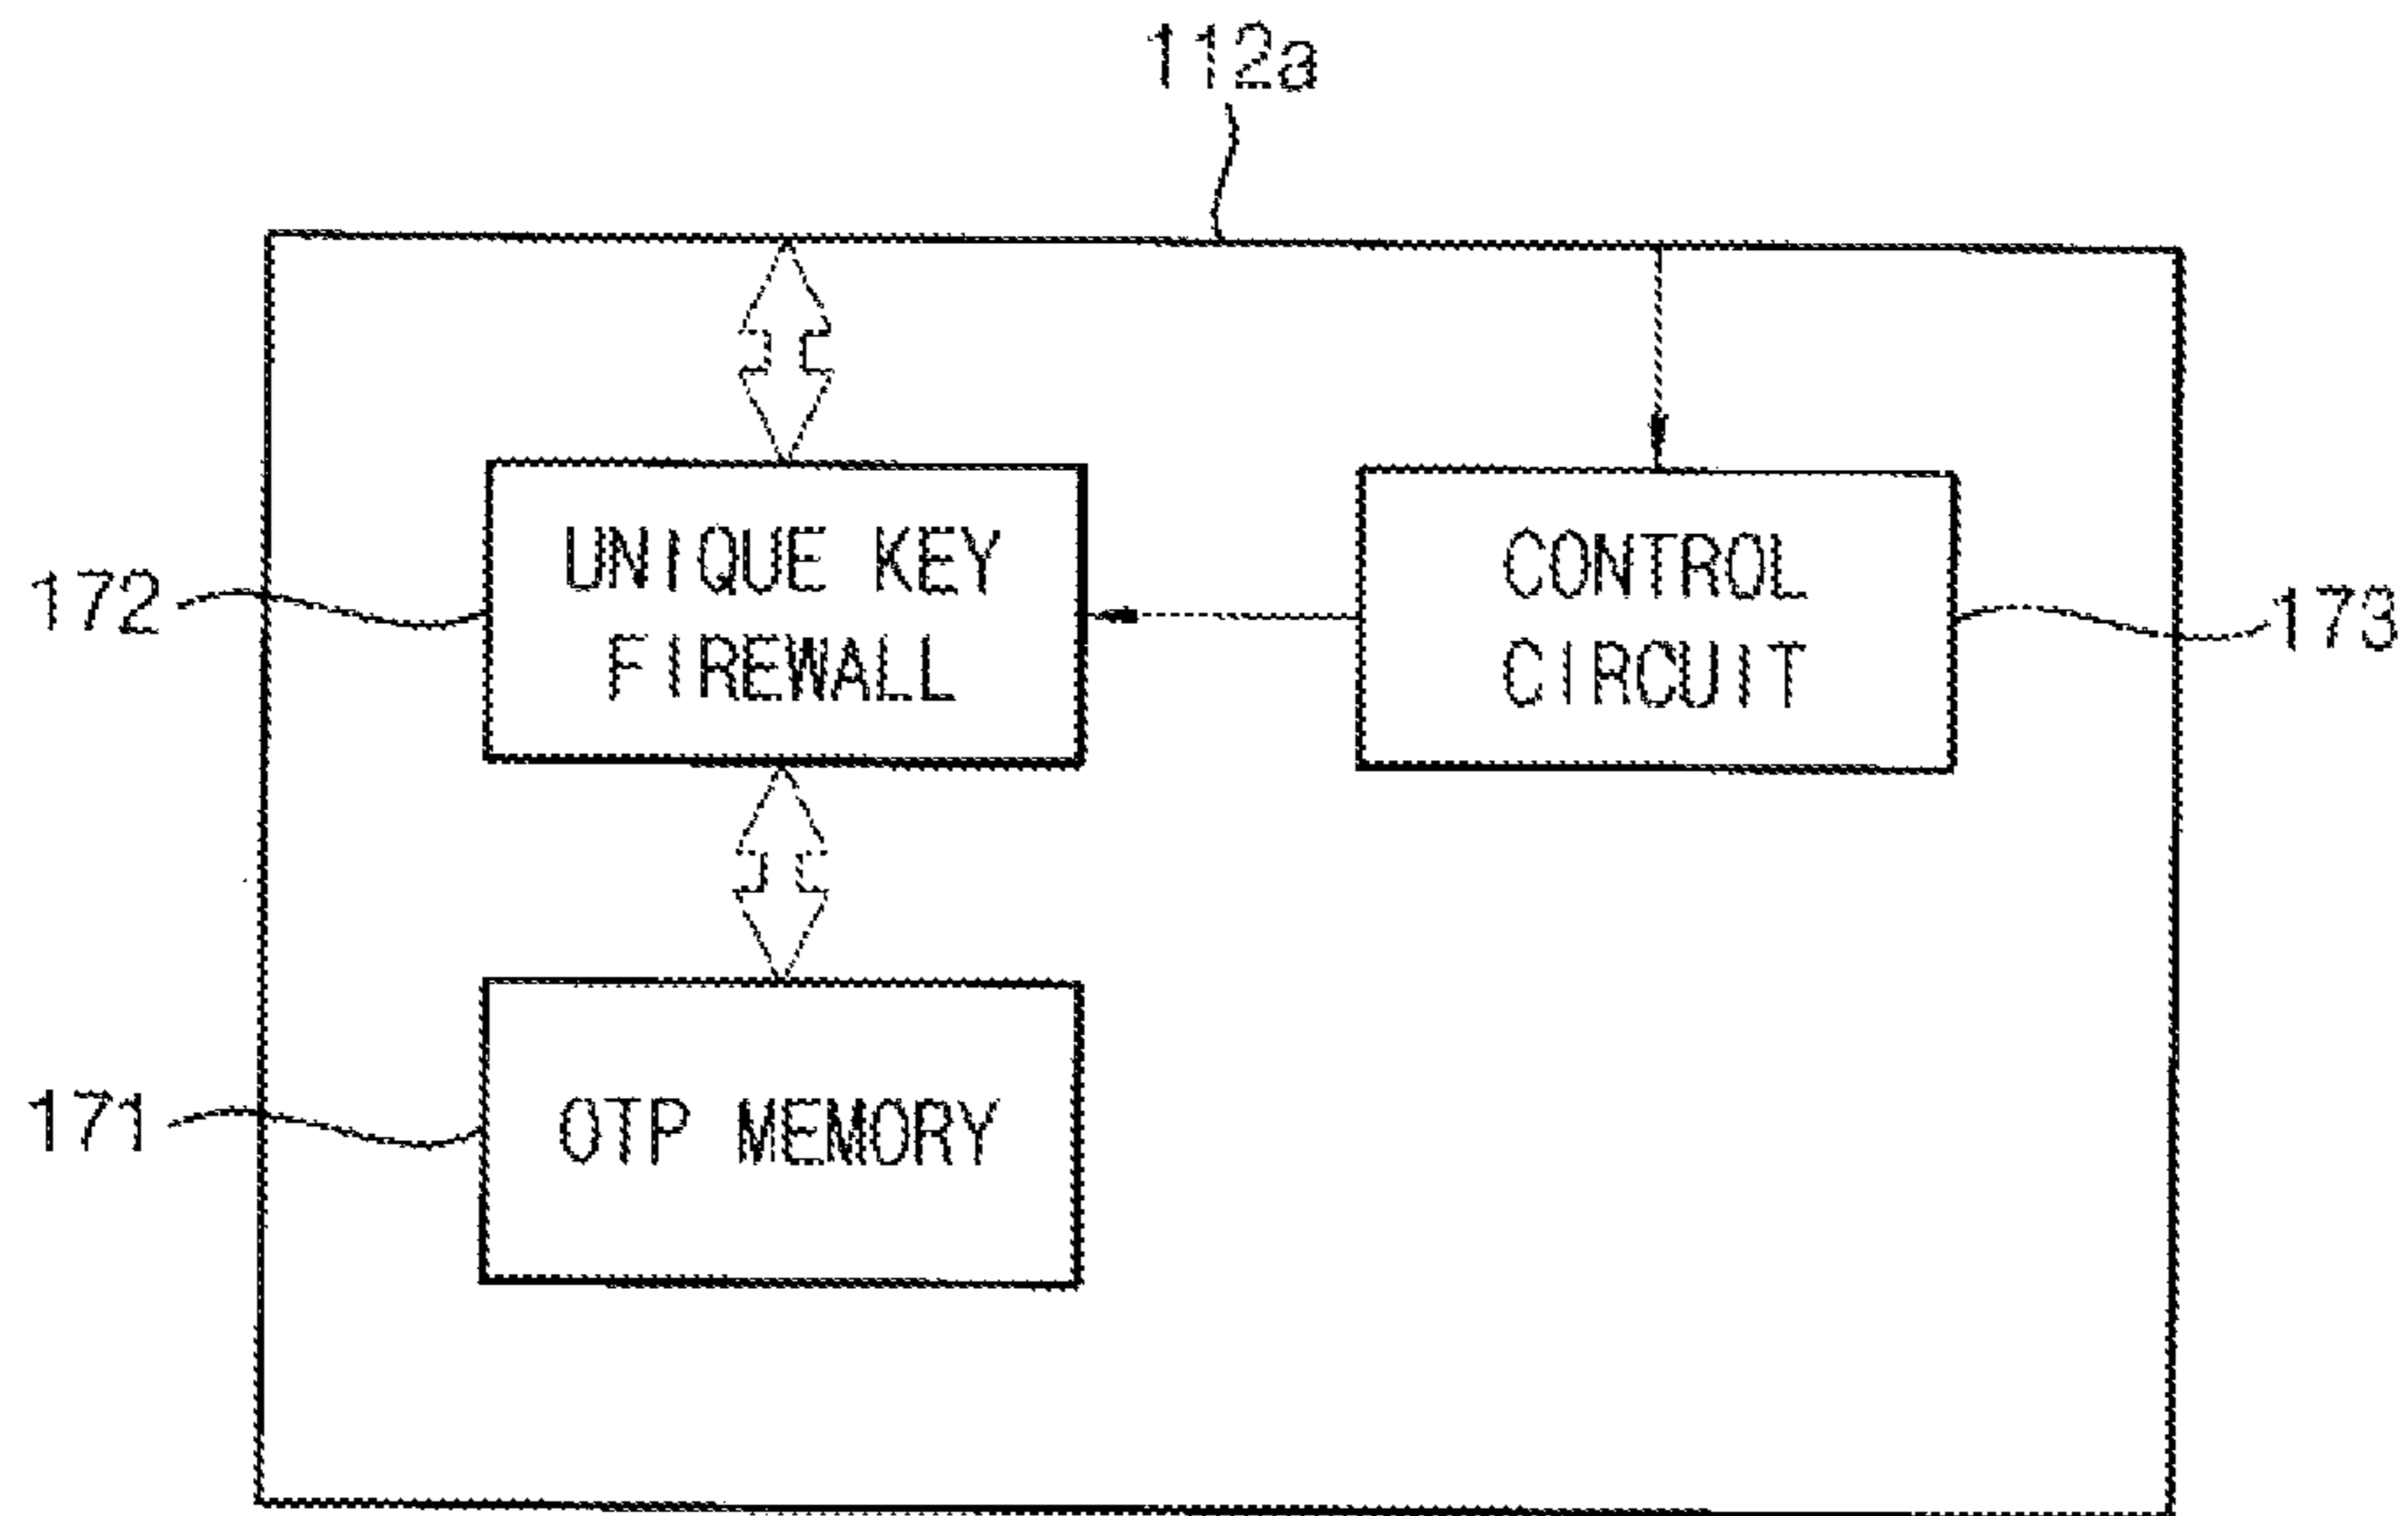 112a
172
UNIQUE KEY
FIREWALL
CONTROL
CIRCUIT
173
171
OTP MEMORY